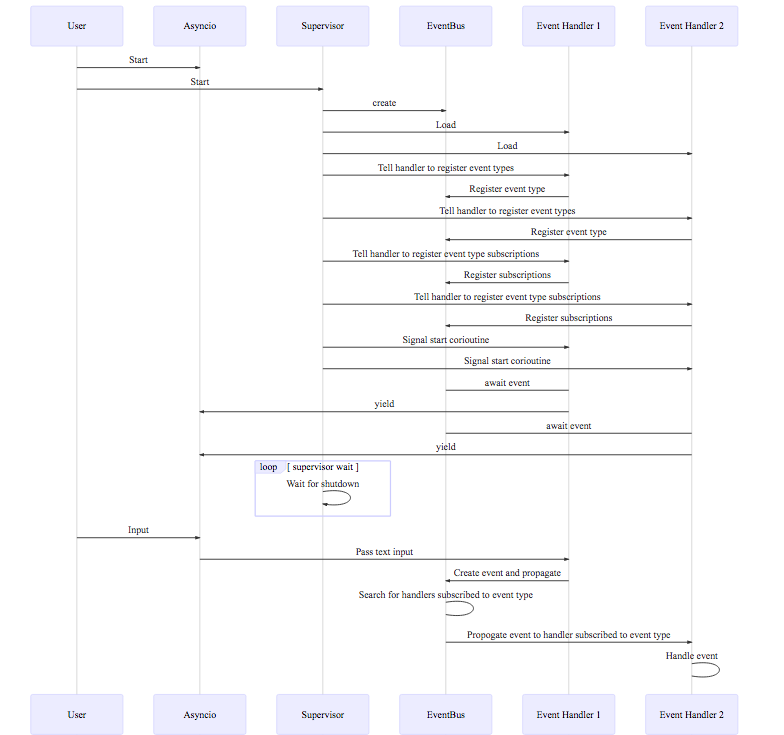 User Asyncio Supervisor EventBus Event Handler 1 Event Handler 2
Start
Start
create
Load
Load
Tell handler to register event types
Register event type
Tell handler to register event types
Register event type
Tell handler to register event type subscriptions
Register subscriptions
Tell handler to register event type subscriptions
Register subscriptions
Signal start corioutine
Signal start corioutine
await event
yield
await event
yield
loop [ supervisor wait ]
Wait for shutdown
Input
Pass text input
Create event and propagate
Search for handlers subscribed to event type
Propogate event to handler subscribed to event type
Handle event
User Asyncio Supervisor EventBus Event Handler 1 Event Handler 2